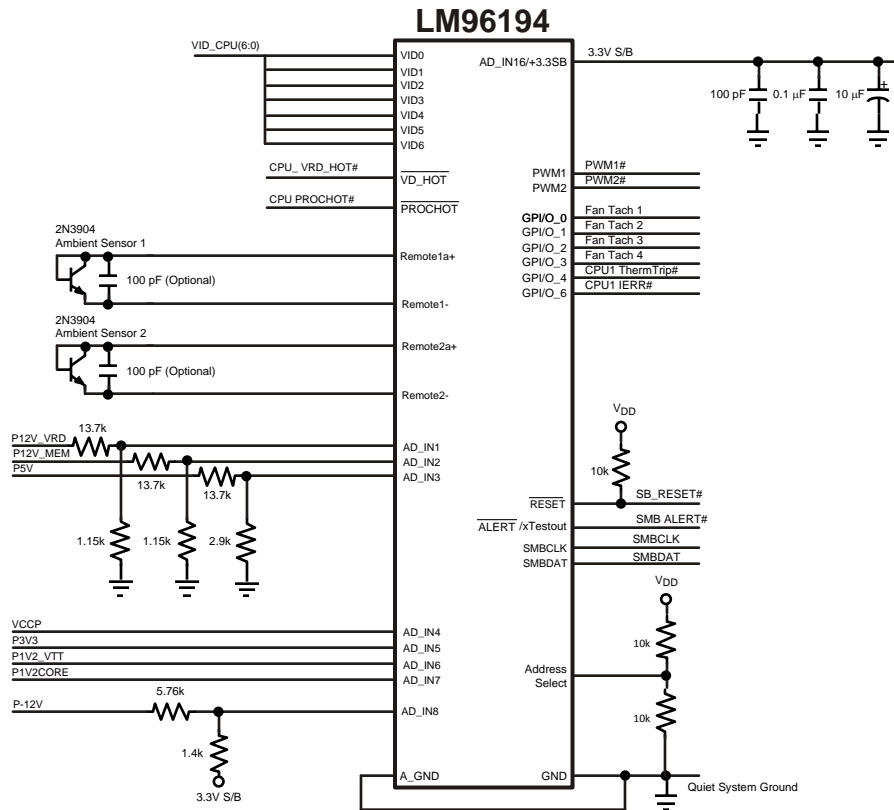 LM96194
VID_CPU(6:0)
VID0
VID1
VID2
VID3
VID4
VID5
VID6
CPU_ VRD_HOT#
VD_HOT
CPU PROCHOT#
PROCHOT
2N3904
Ambient Sensor 1
Remote1a+
100 pF (Optional)
Remote1-
2N3904
Ambient Sensor 2
Remote2a+
100 pF (Optional)
Remote2-
13.7k
P12V_VRD
AD_IN1
P12V_MEM
AD_IN2
P5V
AD_IN3
13.7k
13.7k
1.15k
1.15k
2.9k
VCCP
AD_IN4
P3V3
AD_IN5
P1V2_VTT
AD_IN6
P1V2CORE
AD_IN7
5.76k
P-12V
AD_IN8
1.4k
3.3V S/B
A_GND
AD_IN16/+3.3SB
3.3V S/B
100 pF
0.1 µF
10 µF
+
PWM1
PWM1#
PWM2
PWM2#
GPI/O_0
Fan Tach 1
GPI/O_1
Fan Tach 2
GPI/O_2
Fan Tach 3
GPI/O_3
Fan Tach 4
GPI/O_4
CPU1 ThermTrip#
GPI/O_6
CPU1 IERR#
VDD
10k
RESET
SB_RESET#
ALERT /xTestout
SMB ALERT#
SMBCLK
SMBCLK
SMBDAT
SMBDAT
VDD
10k
Address
Select
10k
GND
Quiet System Ground